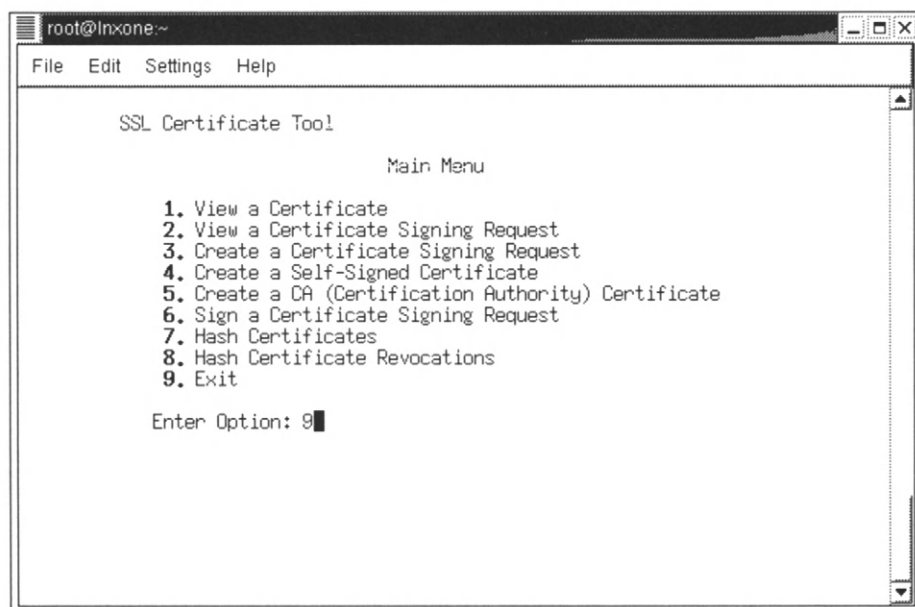 root@lnxone:~
File Edit Settings Help
SSL Certificate Tool
Main Menu
1. View a Certificate
2. View a Certificate Signing Request
3. Create a Certificate Signing Request
4. Create a Self-Signed Certificate
5. Create a CA (Certification Authority) Certificate
6. Sign a Certificate Signing Request
7. Hash Certificates
8. Hash Certificate Revocations
9. Exit
Enter Option: 9